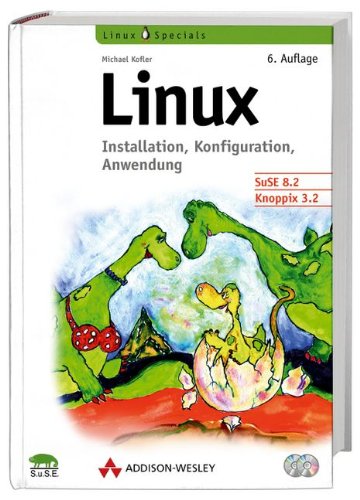 Linux Specials
Michael Kofler
6. Auflage
Linux
Installation, Konfiguration,
Anwendung
SuSE 8.2
Knoppix 3.2
S.u.S.E.
ADDISON-WESLEY